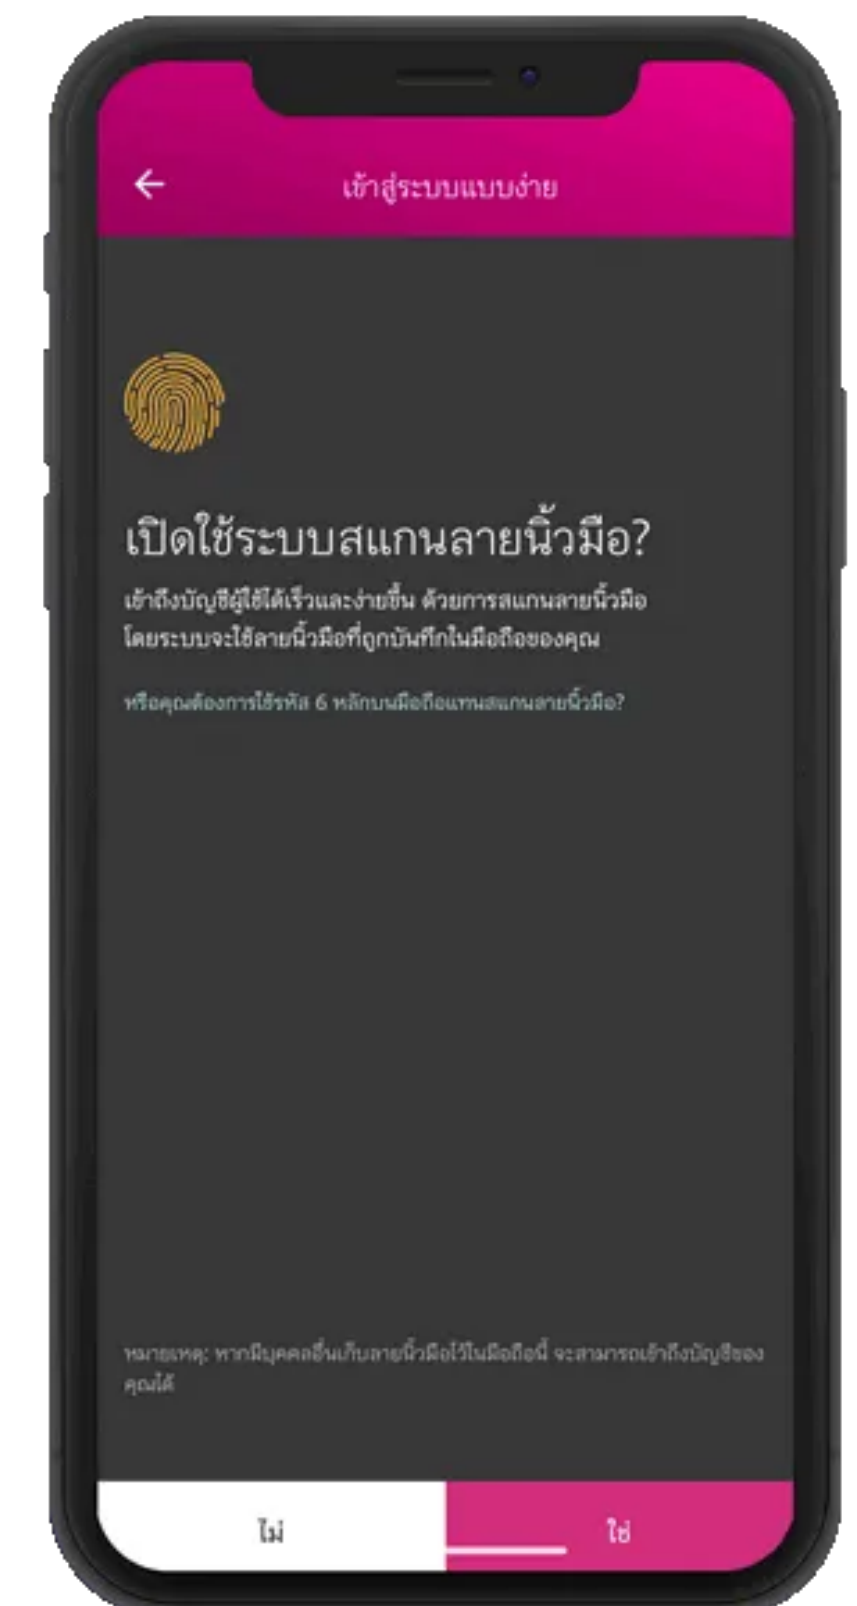 เข้าสู่ระบบแบบง่าย
เปิดใช้ระบบสแกนลายนิ้วมือ?
เข้าถึงบัญชีผู้ใช้ได้เร็วและง่ายขึ้น ด้วยการสแกนลายนิ้วมือ
โดยระบบจะใช้ลายนิ้วมือที่ถูกบันทึกในมือถือของคุณ
หรือคุณต้องการใช้รหัส 6 หลักบนมือถือแทนสแกนลายนิ้วมือ?
หมายเหตุ: หากมีบุคคลอื่นเก็บลายนิ้วมือไว้ในมือถือนี้ จะสามารถเข้าถึงบัญชีของ
คุณได้
ไม่ ใช่